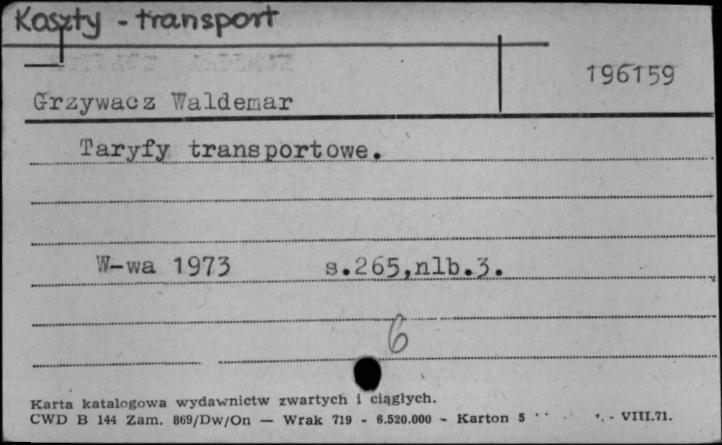 Koszty - transport
196159
Grzywacz Waldemar
Taryfy transportowe.
W-wa 1973 s.265,nlb.3.
6
Karta katalogowa wydawnictw zwartych i ciągłych.
CWD B 144 Zam. 869/Dw/On — Wrak 719 - 6.520.000 - Karton 5 - VIII.71.